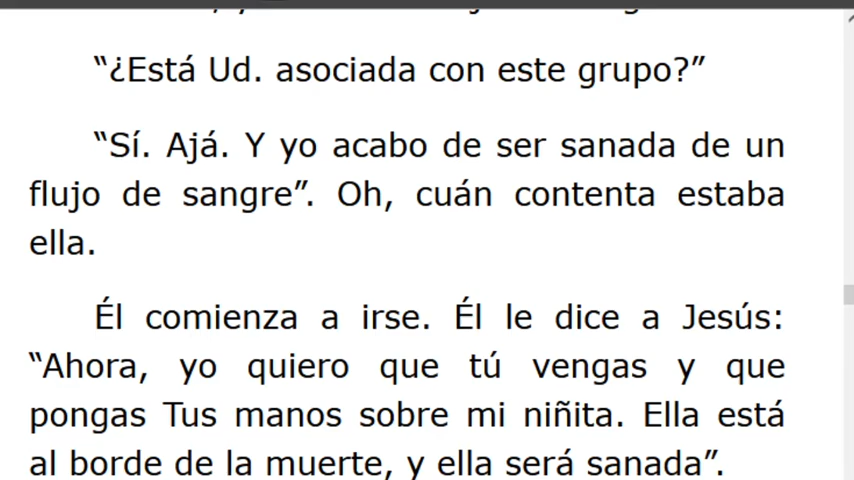 “¿Está Ud. asociada con este grupo?”
“Sí. Ajá. Y yo acabo de ser sanada de un
flujo de sangre”. Oh, cuán contenta estaba
ella.
Él comienza a irse. Él le dice a Jesús:
“Ahora, yo quiero que tú vengas y que
pongas Tus manos sobre mi niñita. Ella está
al borde de la muerte, y ella será sanada”.